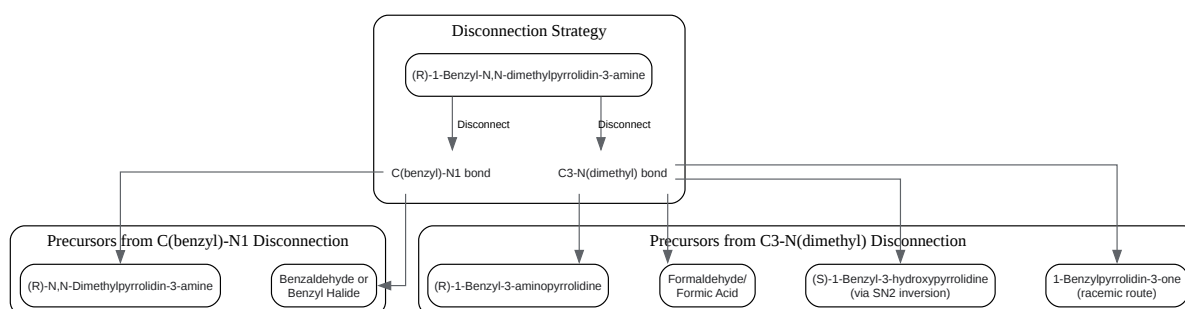 Disconnection Strategy
(R)-1-Benzyl-N,N-dimethylpyrrolidin-3-amine
Disconnect
Disconnect
C(benzyl)-N1 bond
C3-N(dimethyl) bond
Precursors from C(benzyl)-N1 Disconnection
(R)-N,N-Dimethylpyrrolidin-3-amine
Benzaldehyde or
Benzyl Halide
Precursors from C3-N(dimethyl) Disconnection
(R)-1-Benzyl-3-aminopyrrolidine
Formaldehyde/
Formic Acid
(S)-1-Benzyl-3-hydroxypyrrolidine
(via SN2 inversion)
1-Benzylpyrrolidin-3-one
(racemic route)